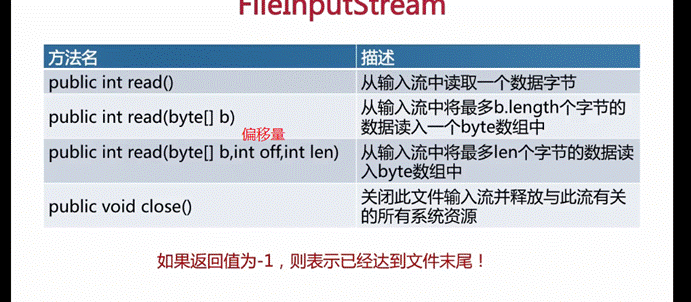 FileInputStream
方法名
描述
public int read()
从输入流中读取一个数据字节
public int read(byte[] b)
从输入流中将最多b.length个字节的
数据读入一个byte数组中
偏移量
public int read(byte[] b,int off,int len)
从输入流中将最多len个字节的数据读
入byte数组中
public void close()
关闭此文件输入流并释放与此流有关
的所有系统资源
如果返回值为-1，则表示已经达到文件末尾！